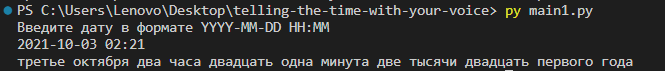 PS C:\Users\Lenovo\Desktop\telling-the-time-with-your-voice> py main1.py
Введите дату в формате YYYY-MM-DD HH:MM
2021-10-03 02:21
третье октября два часа двадцать одна минута две тысячи двадцать первого года